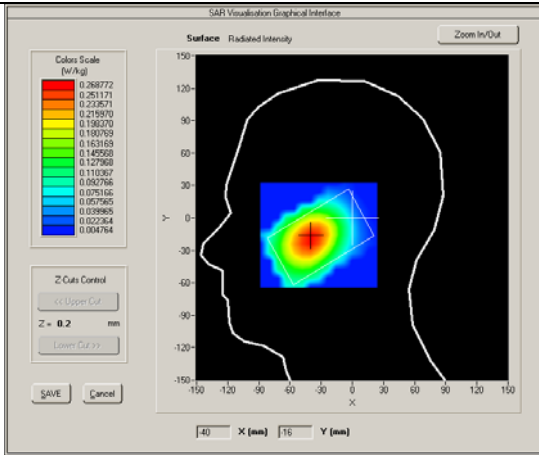 SAR Visualisation Graphical Interface
Surface Radiated Intensity
Zoom In/Out
Colors Scale
(W/kg)
0.268772
0.251171
0.233571
0.215970
0.198370
0.180769
0.163169
0.145568
0.127968
0.110367
0.092766
0.075166
0.057565
0.039965
0.022364
0.004764
Z-Cuts Control
<< Upper Cut
Z = 0.2 mm
Lower Cut >>
SAVE Cancel
150-
120-
90-
60-
30-
0-
-30-
-60-
-90-
-120-
-150-
Y
-150 -120 -90 -60 -30 0 30 60 90 120 150
X
-40 X (mm) -16 Y (mm)